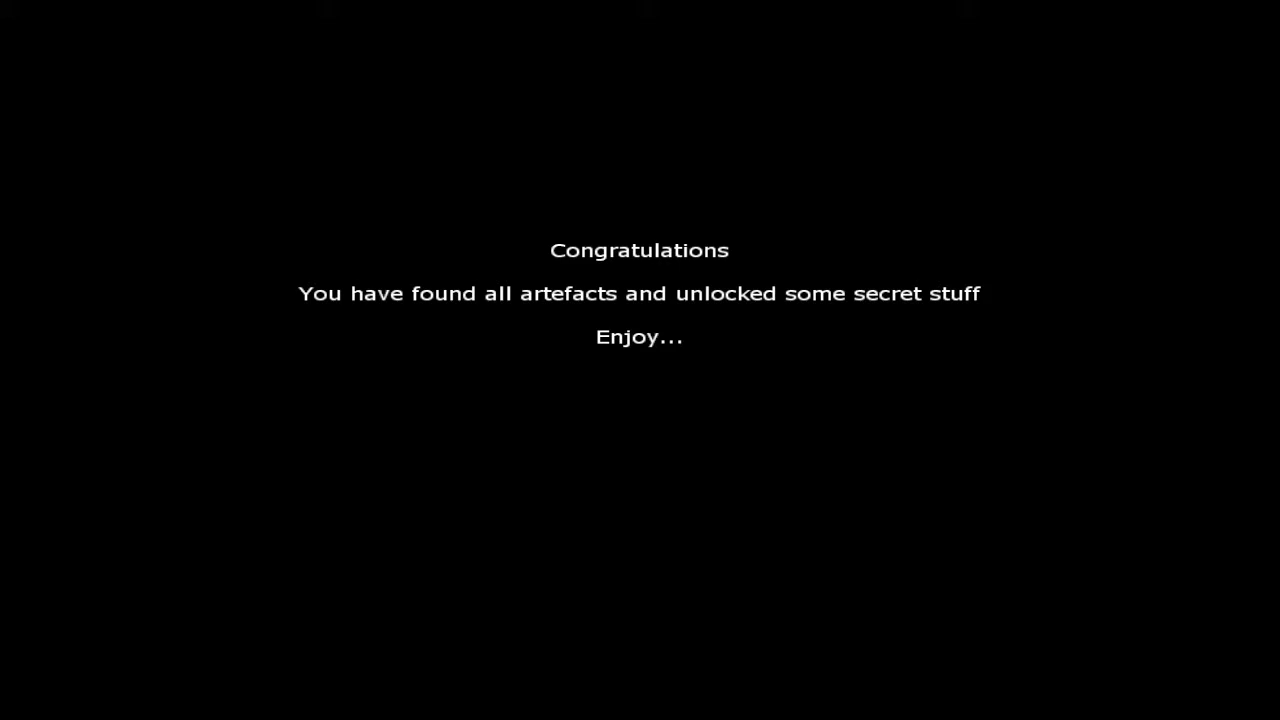 Congratulations
You have found all artefacts and unlocked some secret stuff
Enjoy...